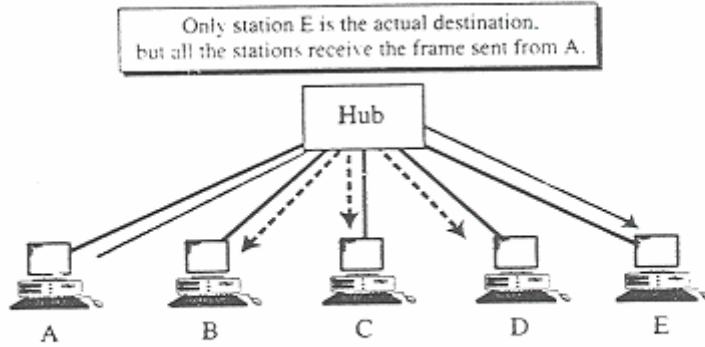 Only station E is the actual destination.
but all the stations receive the frame sent from A.
Hub
A B C D E